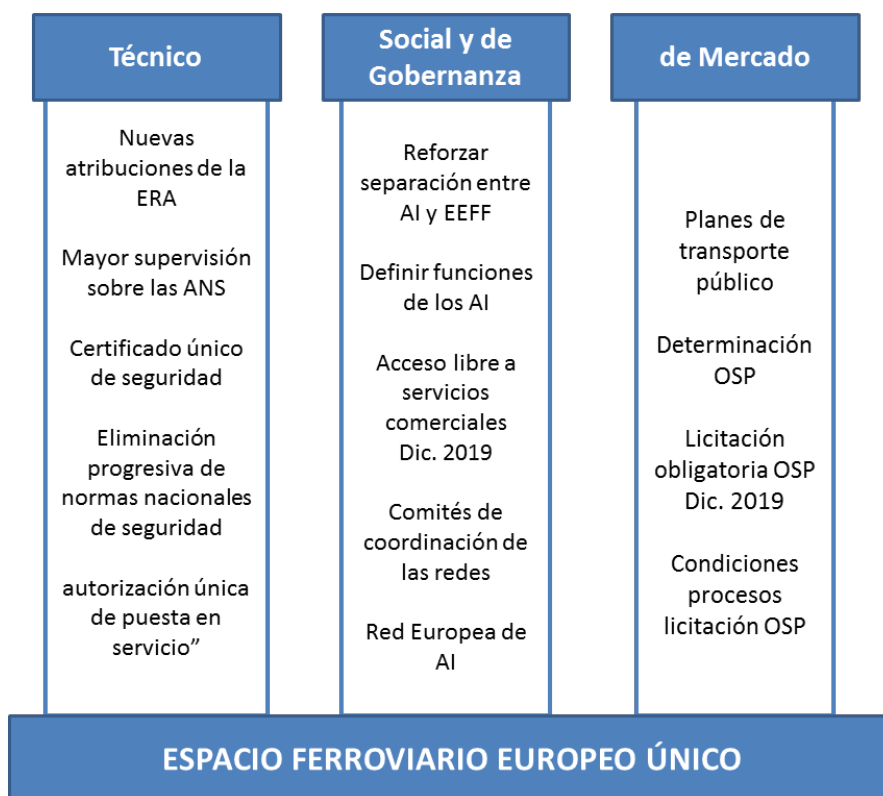 Técnico
Nuevas
atribuciones de la
ERA
Mayor supervisión
sobre las ANS
Certificado único
de seguridad
Eliminación
progresiva de
normas nacionales
de seguridad
autorización única
de puesta en
servicio”
Social y de
Gobernanza
Reforzar
separación entre
AI y EEFF
Definir funciones
de los AI
Acceso libre a
servicios
comerciales
Dic. 2019
Comités de
coordinación de
las redes
Red Europea de
AI
de Mercado
Planes de
transporte
público
Determinación
OSP
Licitación
obligatoria OSP
Dic. 2019
Condiciones
procesos
licitación OSP
ESPACIO FERROVIARIO EUROPEO ÚNICO